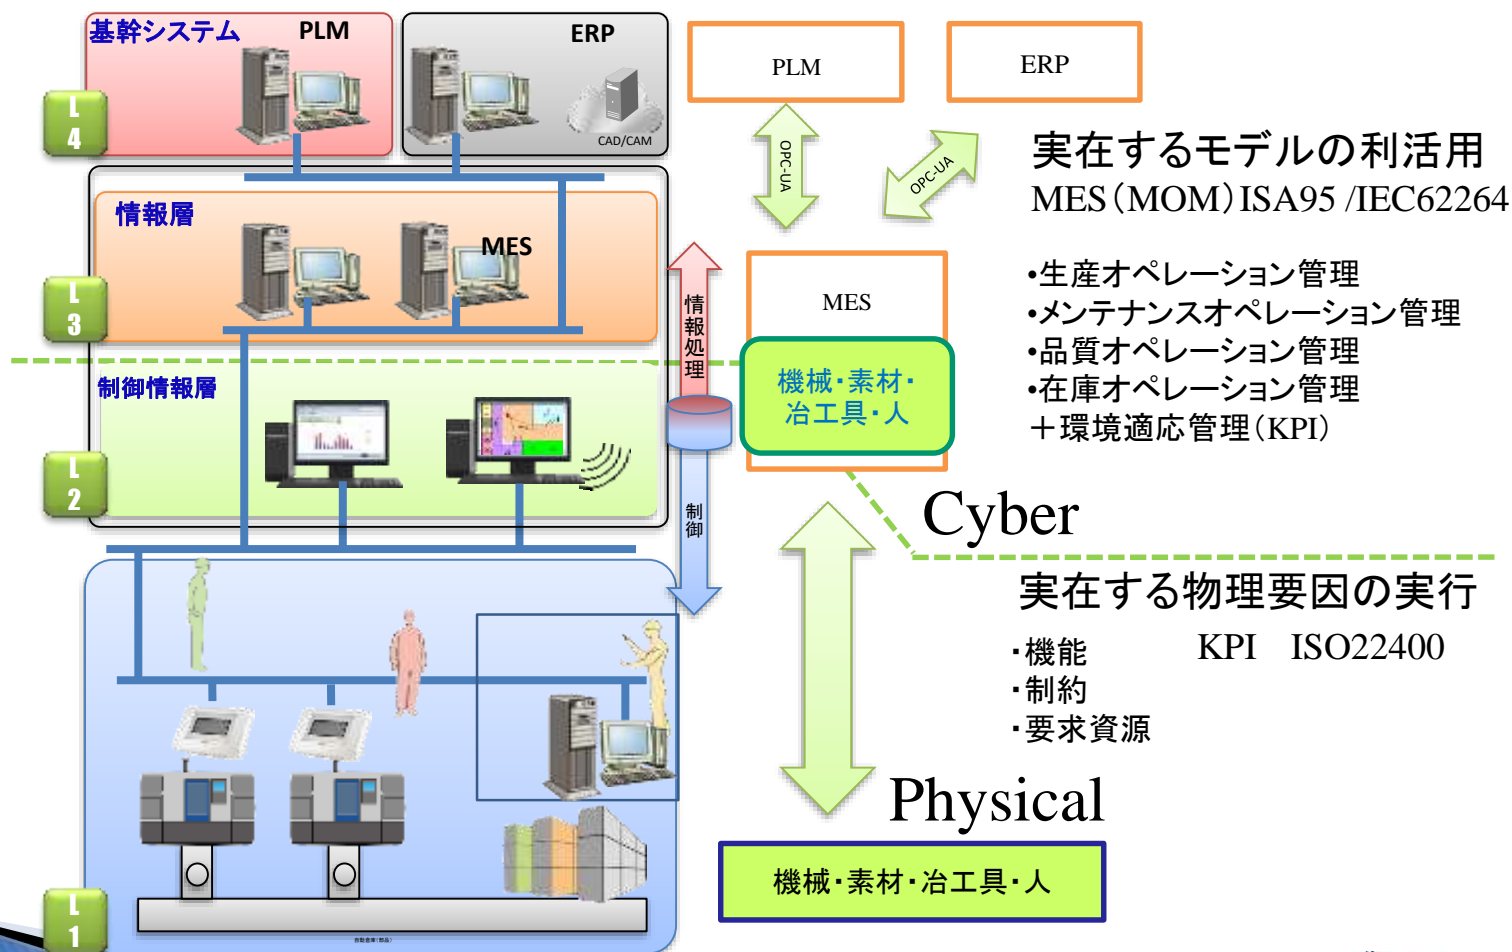 基幹システム
PLM
ERP
CAD/CAM
L
4
情報層
MES
L
3
制御情報層
L
2
L
1
自動倉庫(部品)
情報処理
制御
PLM
ERP
OPC-UA
OPC-UA
MES
機械・素材・
冶工具・人
実在するモデルの利活用
MES(MOM)ISA95 /IEC62264
•生産オペレーション管理
•メンテナンスオペレーション管理
•品質オペレーション管理
•在庫オペレーション管理
＋環境適応管理(KPI)
Cyber
実在する物理要因の実行
・機能 KPI ISO22400
・制約
・要求資源
Physical
機械・素材・冶工具・人